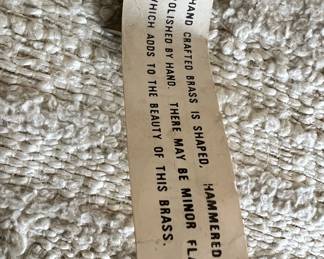 HAND CRAFTED BRASS IS SHAPED, HAMMERED
POLISHED BY HAND. THERE MAY BE MINOR
WHICH ADDS TO THE BEAUTY OF THIS BRASS.